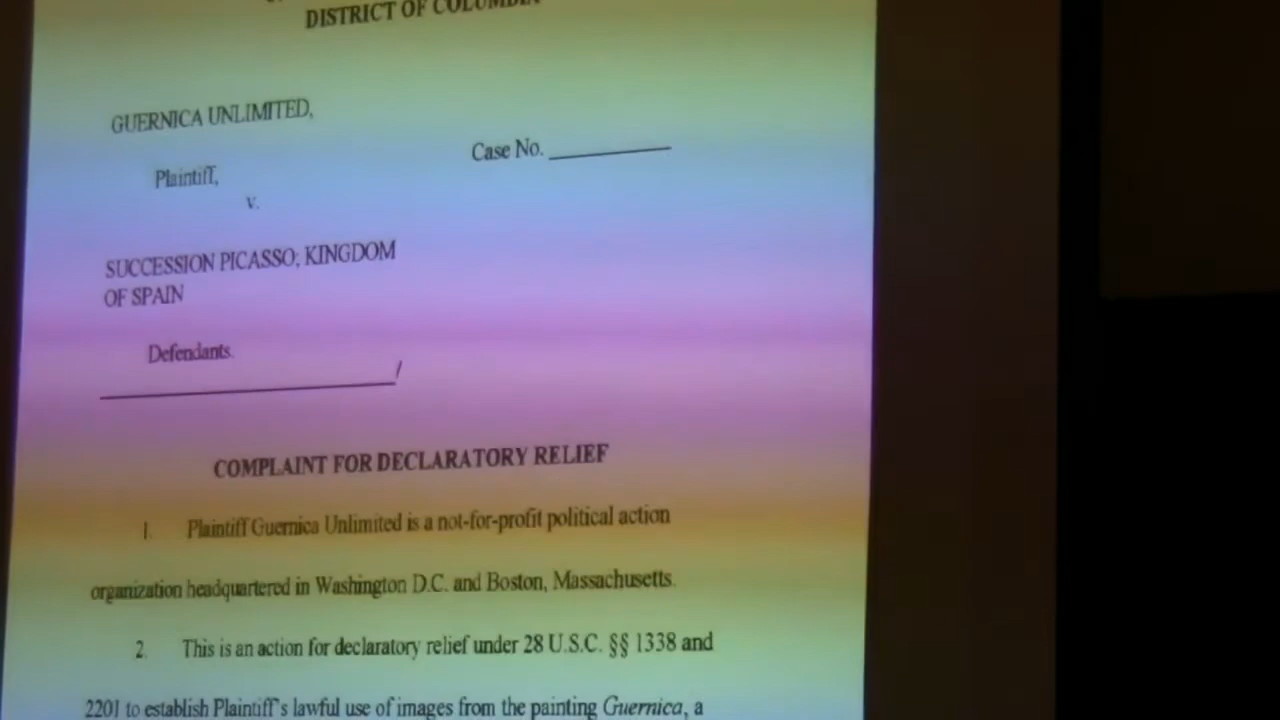 DISTRICT OF COLUMBIA
GUERNICA UNLIMITED,
Case No. ___________
Plaintiff,
v.
SUCCESSION PICASSO; KINGDOM
OF SPAIN
Defendants.
/
COMPLAINT FOR DECLARATORY RELIEF
1. Plaintiff Guernica Unlimited is a not-for-profit political action
organization headquartered in Washington D.C. and Boston, Massachusetts.
2. This is an action for declaratory relief under 28 U.S.C. §§ 1338 and
2201 to establish Plaintiff's lawful use of images from the painting Guernica, a